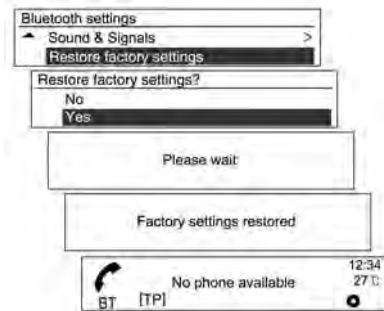 Bluetooth settings
Sound & Signals >
Restore factory settings
Restore factory settings?
No
Yes
Please wait
Factory settings restored
12:34
No phone available 27 °C
BT [TP]